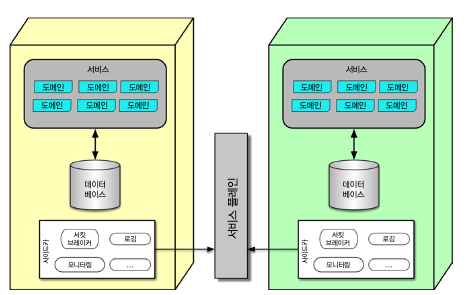 서비스
도메인 도메인 도메인
도메인 도메인 도메인
데이터
베이스
사이드카
서킷
브레이커
로깅
모니터링
...
서비스 플레인
서비스
도메인 도메인 도메인
도메인 도메인 도메인
데이터
베이스
사이드카
서킷
브레이커
로깅
모니터링
...